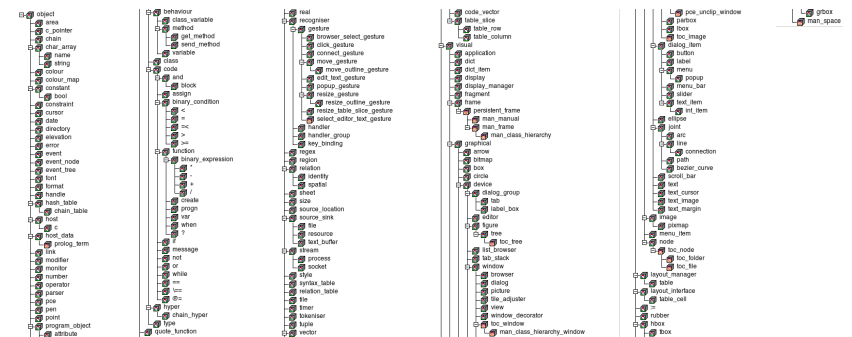 object
area
c_pointer
chain
char_array
name
string
colour
colour_map
constant
bool
constraint
cursor
date
directory
elevation
error
event
event_node
event_tree
font
format
handle
hash_table
chain_table
host
c
host_data
prolog_term
link
modifier
monitor
number
operator
parser
pce
pen
point
program_object
attribute
behaviour
class_variable
method
get_method
send_method
variable
class
code
and
block
assign
binary_condition
<
=
=<
>
>=
function
binary_expression
*
-
+
/
create
progn
var
when
?
if
message
not
or
while
==
\==
@=
hyper
chain_hyper
type
quote_function
real
recogniser
gesture
browser_select_gesture
click_gesture
connect_gesture
move_gesture
move_outline_gesture
edit_text_gesture
popup_gesture
resize_gesture
resize_outline_gesture
resize_table_slice_gesture
select_editor_text_gesture
handler
handler_group
key_binding
regex
region
relation
identity
spatial
sheet
size
source_location
source_sink
file
resource
text_buffer
stream
process
socket
style
syntax_table
relation_table
tile
timer
tokeniser
tuple
vector
code_vector
table_slice
table_row
table_column
visual
application
dict
dict_item
display
display_manager
fragment
frame
persistent_frame
man_manual
man_frame
man_class_hierarchy
graphical
arrow
bitmap
box
circle
device
dialog_group
tab
label_box
editor
figure
tree
toc_tree
list_browser
tab_stack
window
browser
dialog
picture
tile_adjuster
view
window_decorator
toc_window
man_class_hierarchy_window
pce_unclip_window
parbox
lbox
toc_image
dialog_item
button
label
menu
popup
menu_bar
slider
text_item
int_item
ellipse
joint
arc
line
connection
path
bezier_curve
scroll_bar
text
text_cursor
text_image
text_margin
image
pixmap
menu_item
node
toc_node
toc_folder
toc_file
layout_manager
table
layout_interface
table_cell
:=
rubber
hbox
tbox
grbox
man_space